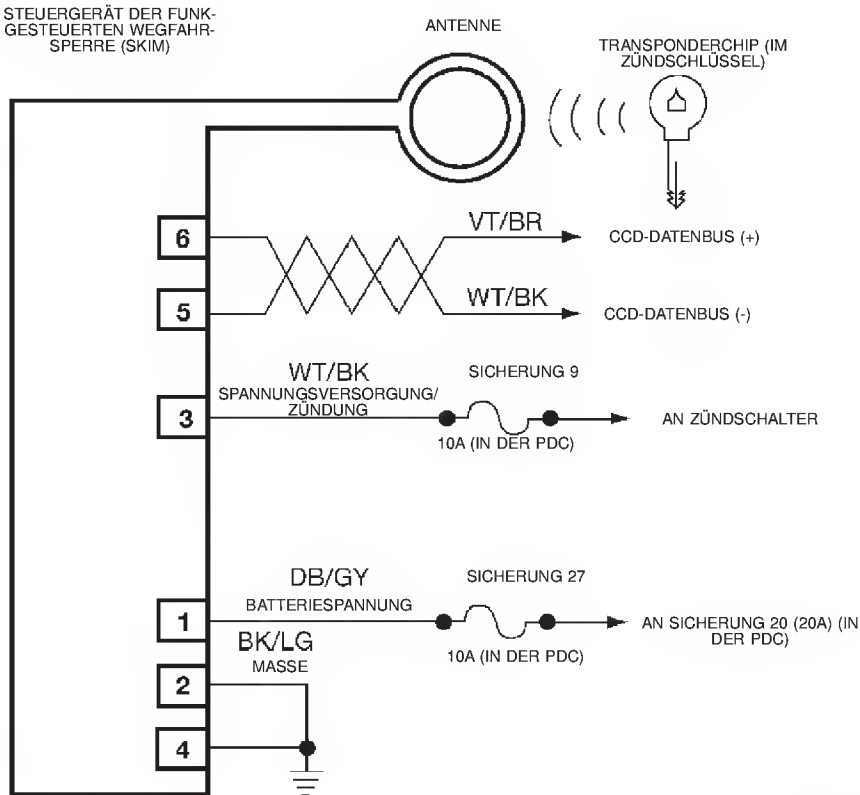 STEUERGERÄT DER FUNK-
GESTEUERTEN WEGFAHR-
SPERRE (SKIM)
ANTENNE
TRANSPONDERCHIP (IM
ZÜNDSCHLÜSSEL)
6
VT/BR
CCD-DATENBUS (+)
5
WT/BK
CCD-DATENBUS (-)
WT/BK
SPANNUNGSVERSORGUNG/
ZÜNDUNG
SICHERUNG 9
3
10A (IN DER PDC)
AN ZÜNDSCHALTER
DB/GY
BATTERIESPANNUNG
SICHERUNG 27
1
10A (IN DER PDC)
AN SICHERUNG 20 (20A) (IN
DER PDC)
BK/LG
MASSE
2
4